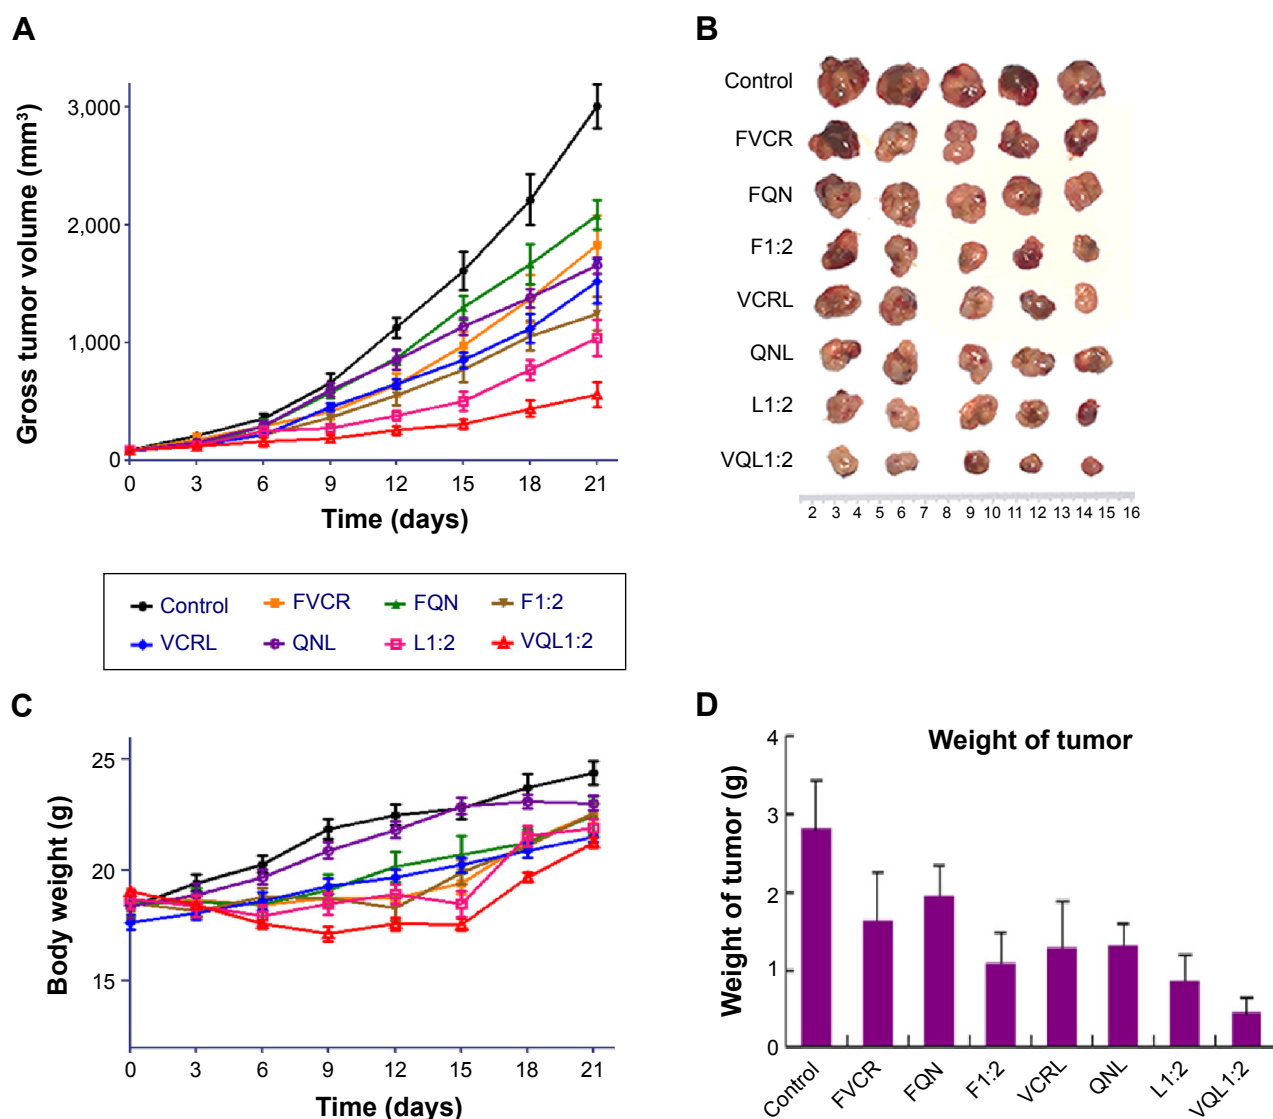 A
Gross tumor volume (mm³)
3,000
2,000
1,000
0
0 3 6 9 12 15 18 21
Time (days)
B
Control
FVCR
FQN
F1:2
VCRL
QNL
L1:2
VQL1:2
2 3 4 5 6 7 8 9 10 11 12 13 14 15 16
Control FVCR FQN F1:2
VCRL QNL L1:2 VQL1:2
C
Body weight (g)
25
20
15
0 3 6 9 12 15 18 21
Time (days)
D
Weight of tumor
Weight of tumor (g)
4
3
2
1
0
Control FVCR FQN F1:2 VCRL QNL L1:2 VQL1:2